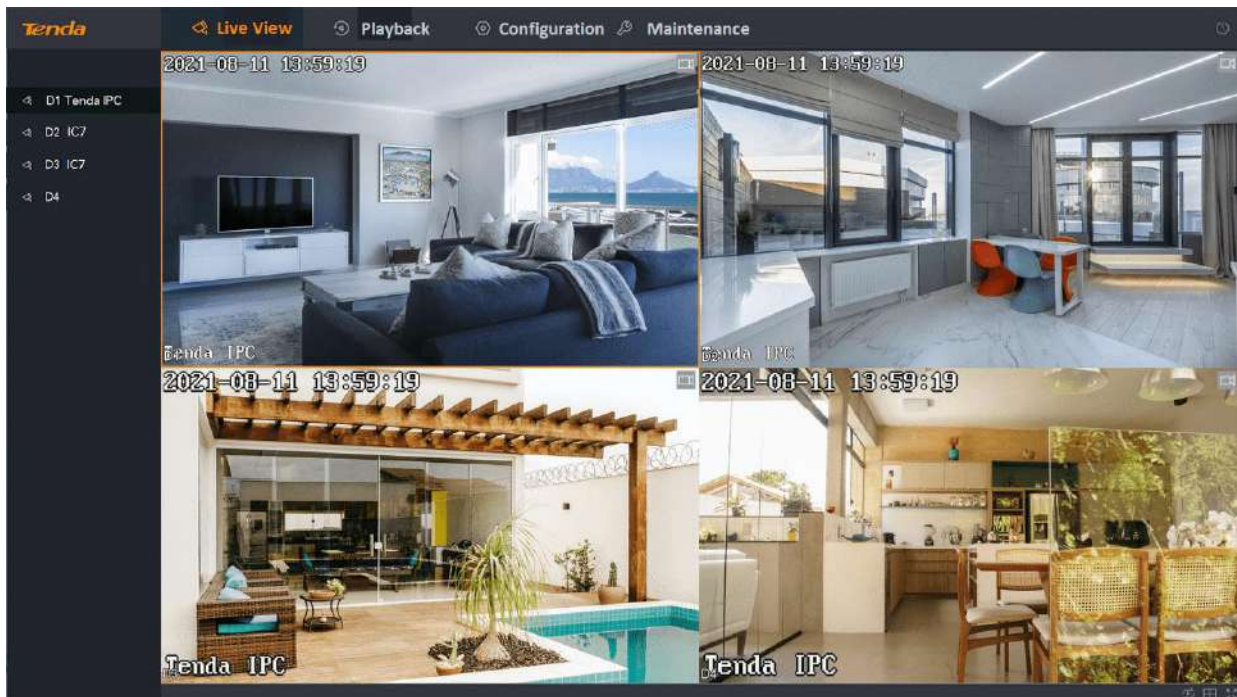 Tenda
Live View
Playback
Configuration
Maintenance
D1 Tenda IPC
D2 IC7
D3 IC7
D4
2021-08-11 13:59:19
2021-08-11 13:59:19
Tenda IPC
Tenda IPC
2021-08-11 13:59:19
2021-08-11 13:59:19
Tenda IPC
Tenda IPC